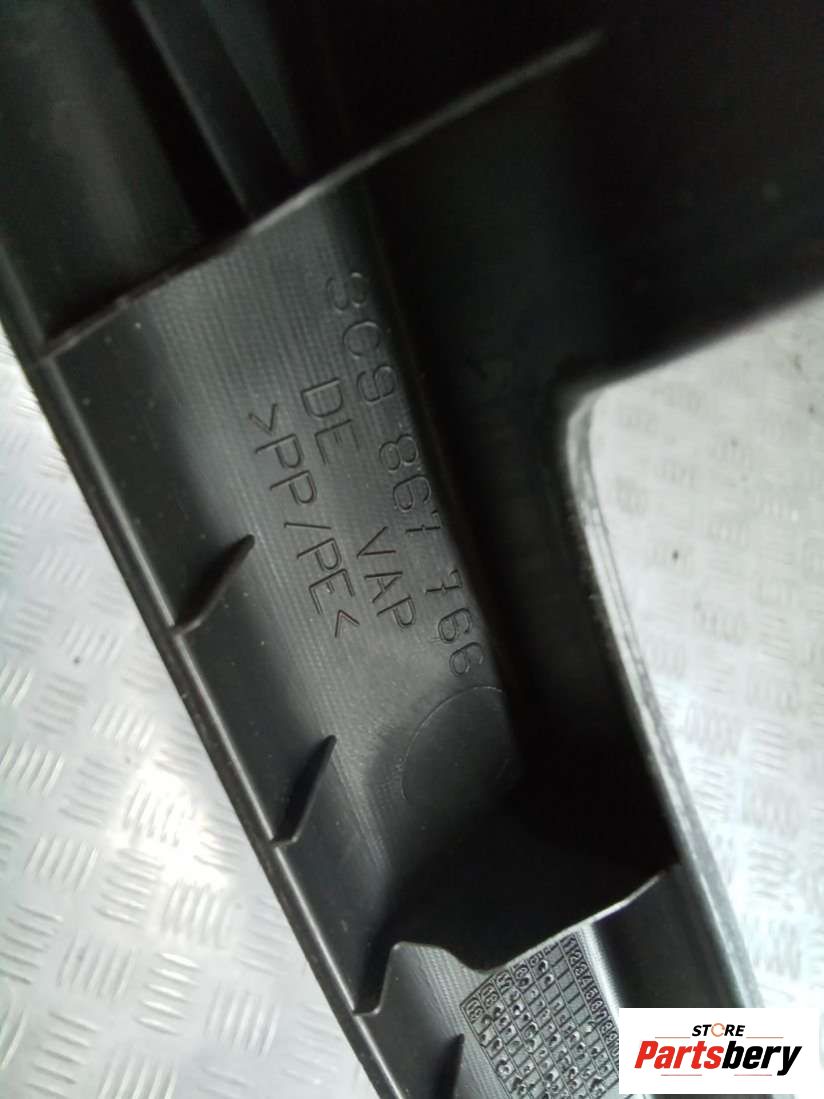 3C9 867 766
DE VAP
>PP/PE<
STORE
Partsbery